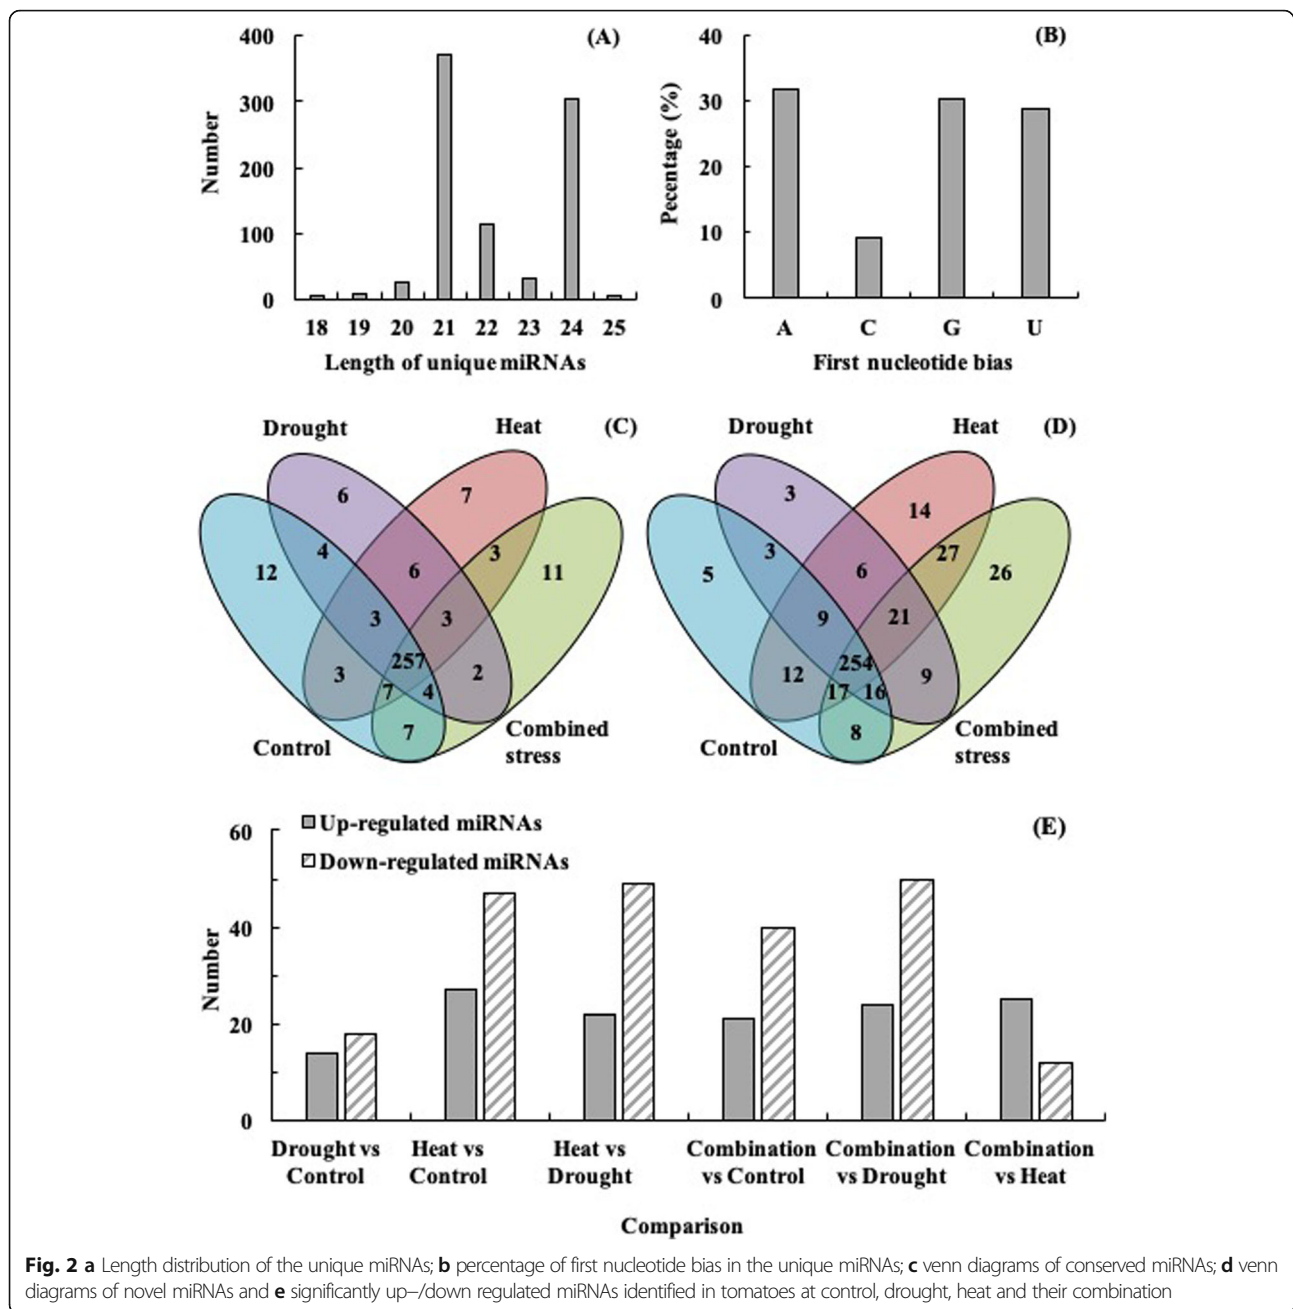 (A)
400
300
200
100
0
Number
18 19 20 21 22 23 24 25
Length of unique miRNAs
(B)
40
30
20
10
0
Pecentage (%)
A C G U
First nucleotide bias
(C)
Drought
Heat
6
7
4
3
12
6
11
3
3
257
3
2
7
4
7
Control
Combined
stress
(D)
Drought
Heat
3
14
3
27
5
6
26
9
21
254
12
9
17
16
8
Control
Combined
stress
(E)
Up-regulated miRNAs
Down-regulated miRNAs
60
40
20
0
Number
Drought vs
Control
Heat vs
Control
Heat vs
Drought
Combination
vs Control
Combination
vs Drought
Combination
vs Heat
Comparison
Fig. 2 a Length distribution of the unique miRNAs; b percentage of first nucleotide bias in the unique miRNAs; c venn diagrams of conserved miRNAs; d venn
diagrams of novel miRNAs and e significantly up–/down regulated miRNAs identified in tomatoes at control, drought, heat and their combination